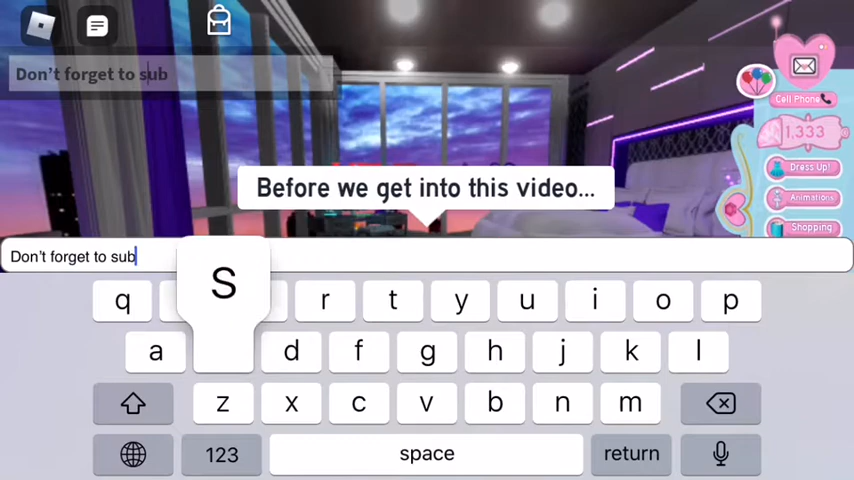 Don't forget to sub
Cell Phone
1,333
Before we get into this video...
Dress Up!
Animations
Shopping
Don't forget to sub
S
q r t y u i o p
a d f g h j k l
z x c v b n m
123 space return